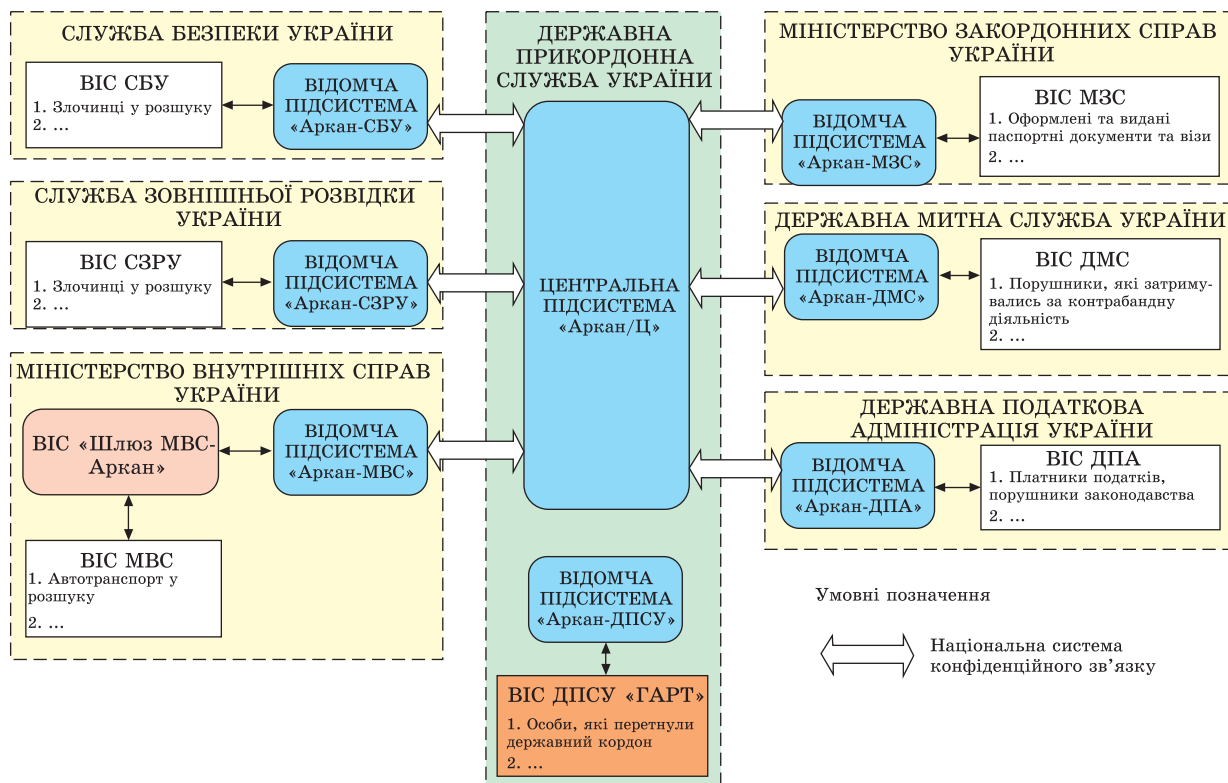 СЛУЖБА БЕЗПЕКИ УКРАЇНИ
ВІС СБУ
1. Злочинці у розшуку
2. ...
ВІДОМЧА
ПІДСИСТЕМА
«Аркан-СБУ»
СЛУЖБА ЗОВНІШНЬОЇ РОЗВІДКИ
УКРАЇНИ
ВІС СЗРУ
1. Злочинці у розшуку
2. ...
ВІДОМЧА
ПІДСИСТЕМА
«Аркан-СЗРУ»
МІНІСТЕРСТВО ВНУТРІШНІХ СПРАВ
УКРАЇНИ
ВІС «Шлюз МВС-
Аркан»
ВІДОМЧА
ПІДСИСТЕМА
«Аркан-МВС»
ВІС МВС
1. Автотранспорт у
розшуку
2. ...
ДЕРЖАВНА
ПРИКОРДОННА
СЛУЖБА УКРАЇНИ
ЦЕНТРАЛЬНА
ПІДСИСТЕМА
«Аркан/Ц»
ВІДОМЧА
ПІДСИСТЕМА
«Аркан-ДПСУ»
ВІС ДПСУ «ГАРТ»
1. Особи, які перетнули
державний кордон
2. ...
МІНІСТЕРСТВО ЗАКОРДОННИХ СПРАВ
УКРАЇНИ
ВІДОМЧА
ПІДСИСТЕМА
«Аркан-МЗС»
ВІС МЗС
1. Оформлені та видані
паспортні документи та візи
2. ...
ДЕРЖАВНА МИТНА СЛУЖБА УКРАЇНИ
ВІДОМЧА
ПІДСИСТЕМА
«Аркан-ДМС»
ВІС ДМС
1. Порушники, які затриму-
вались за контрабандну
діяльність
2. ...
ДЕРЖАВНА ПОДАТКОВА
АДМІНІСТРАЦІЯ УКРАЇНИ
ВІДОМЧА
ПІДСИСТЕМА
«Аркан-ДПА»
ВІС ДПА
1. Платники податків,
порушники законодавства
2. ...
Умовні позначення
Національна система
конфіденційного зв’язку